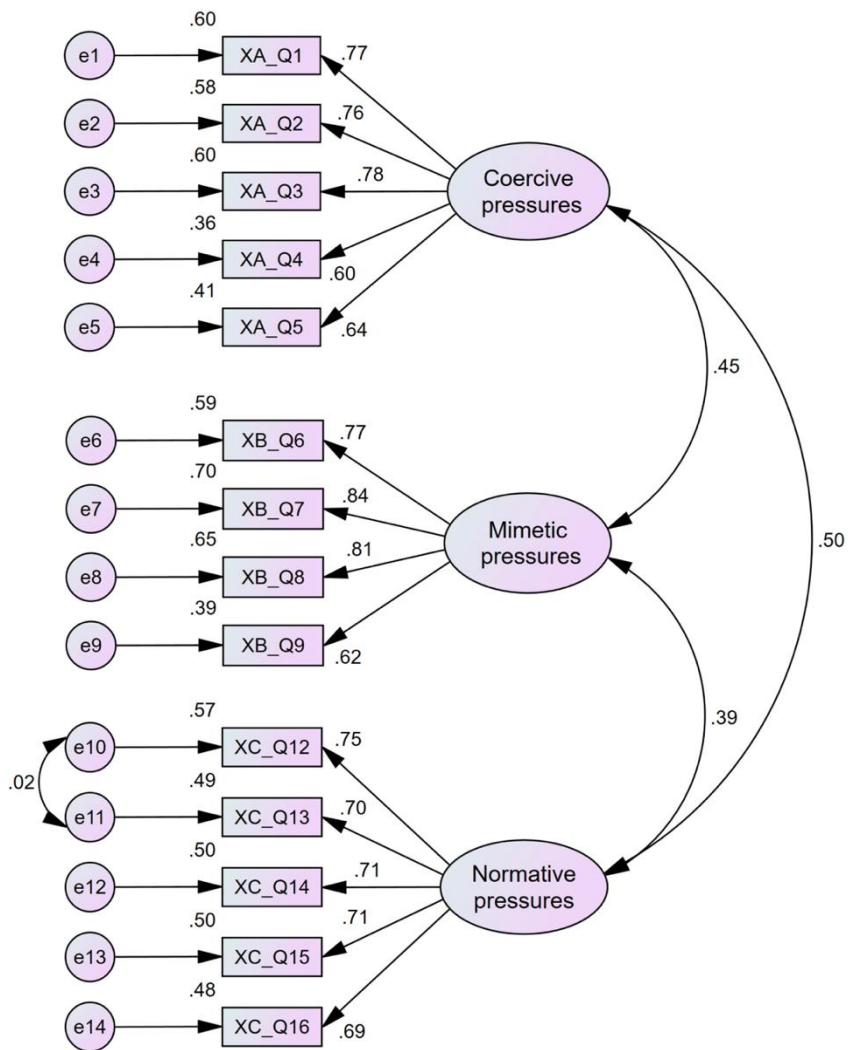 .60
e1 XA_Q1 .77
.58
e2 XA_Q2 .76
.60
e3 XA_Q3 .78
Coercive
pressures
.36
e4 XA_Q4 .60
.41
e5 XA_Q5 .64
.45
.59
e6 XB_Q6 .77
.70
e7 XB_Q7 .84
.65
e8 XB_Q8 .81
Mimetic
pressures
.50
.39
e9 XB_Q9 .62
.39
.57
e10 XC_Q12 .75
.02
.49
e11 XC_Q13 .70
.50
e12 XC_Q14 .71
Normative
pressures
.50
e13 XC_Q15 .71
.48
e14 XC_Q16 .69